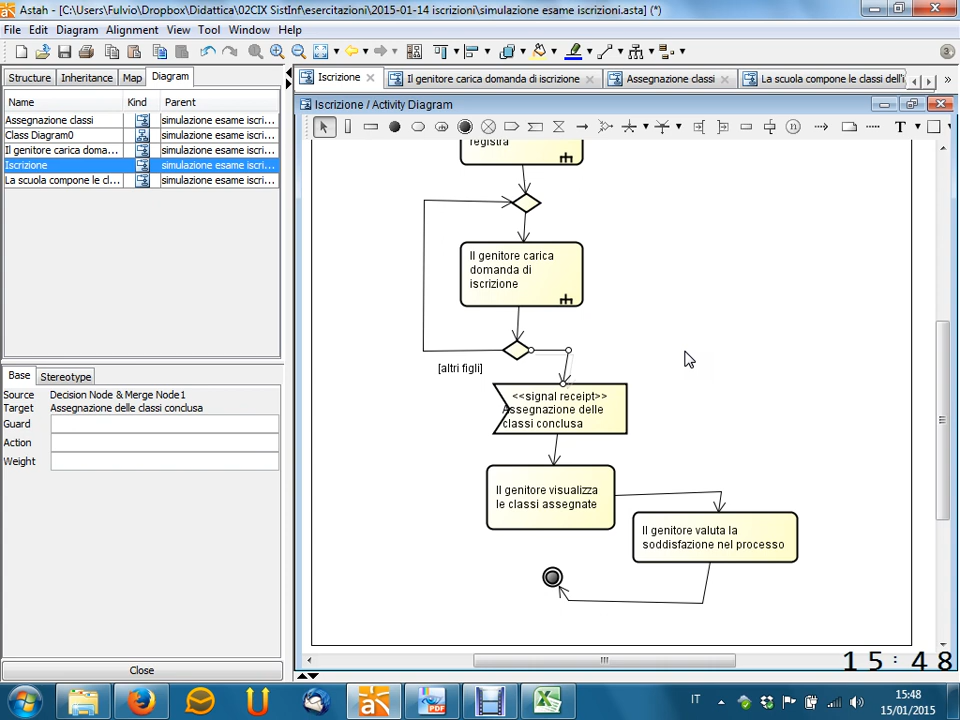 Astah - [C:\Users\Fulvio\Dropbox\Didattica\02CIX SistInf\esercitazioni\2015-01-14 iscrizioni\simulazione esame iscrizioni.asta] (*)
File Edit Diagram Alignment View Tool Window Help
Structure Inheritance Map Diagram
Iscrizione Il genitore carica domanda di iscrizione Assegnazione classi La scuola compone le classi dell'i
Name Kind Parent
Iscrizione / Activity Diagram
Assegnazione classi simulazione esame iscri...
Class Diagram0 simulazione esame iscri...
Il genitore carica doma... simulazione esame iscri...
Iscrizione simulazione esame iscri...
La scuola compone le cl... simulazione esame iscri...
registra
Il genitore carica
domanda di
iscrizione
[altri figli]
<<signal receipt>>
Assegnazione delle
classi conclusa
Il genitore visualizza
le classi assegnate
Il genitore valuta la
soddisfazione nel processo
Base Stereotype
Source Decision Node & Merge Node1
Target Assegnazione delle classi conclusa
Guard
Action
Weight
Close
15:48
IT
15:48
15/01/2015